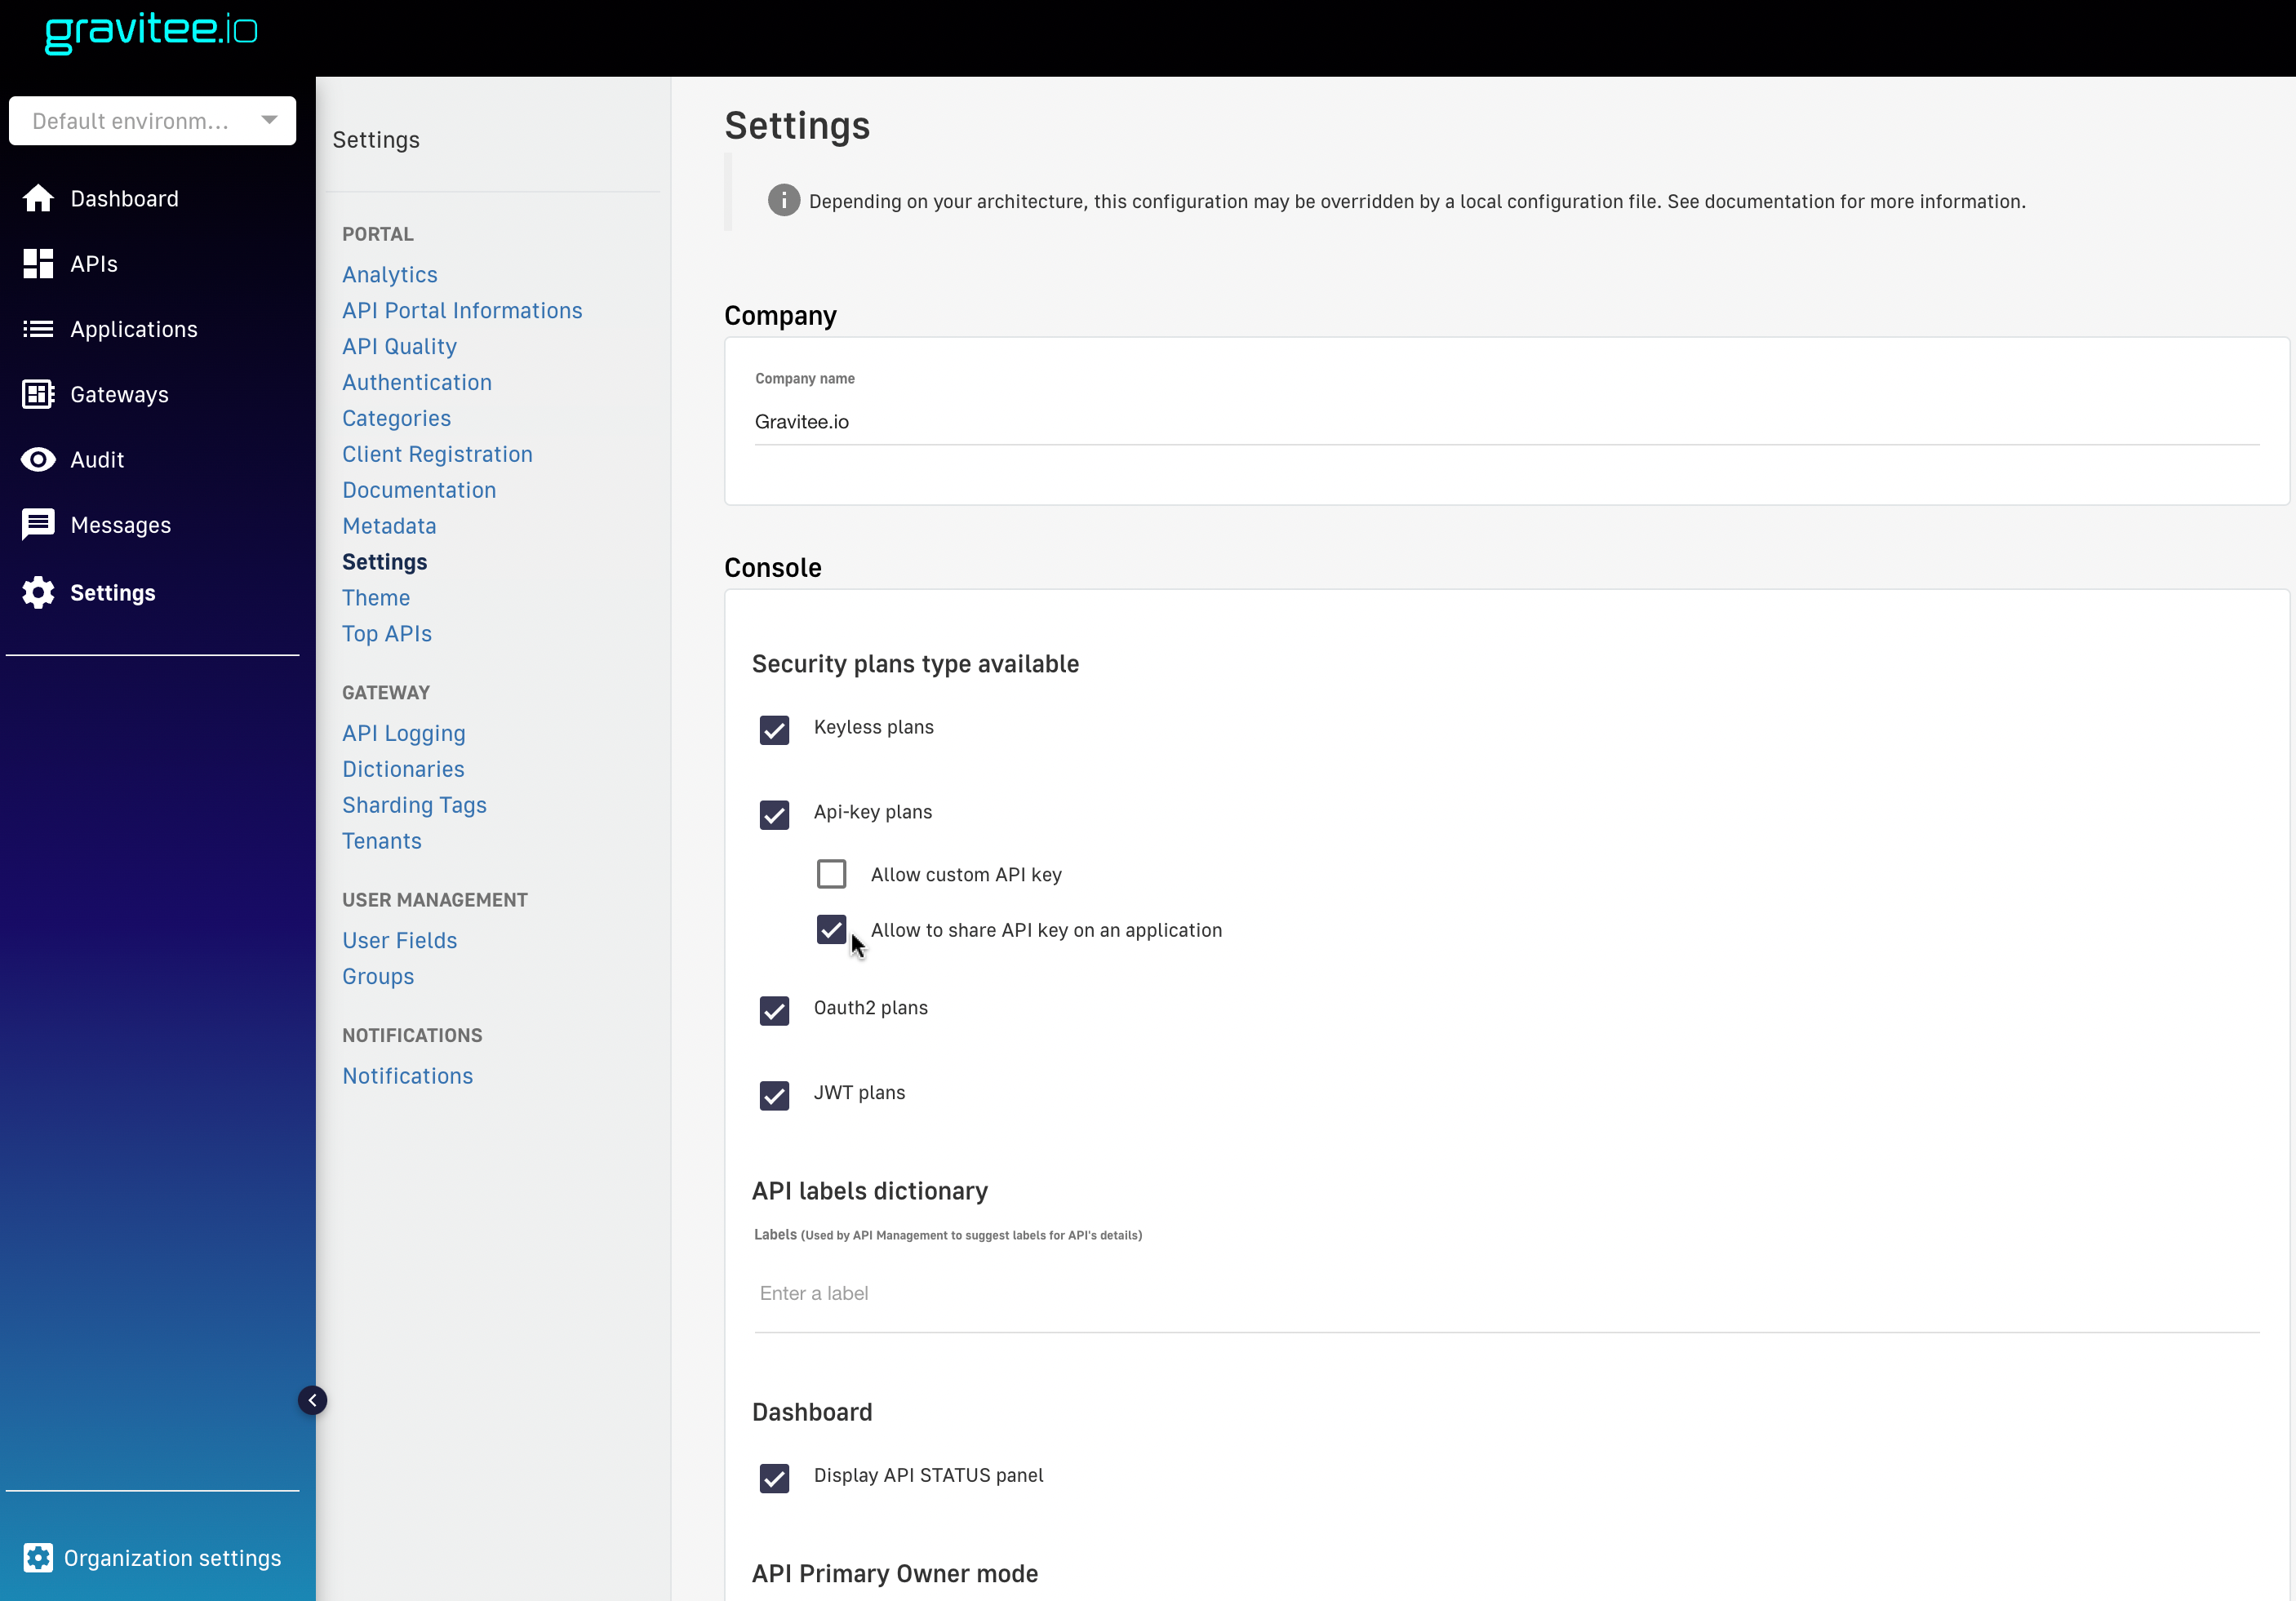 gravitee.io
Default environm...
Dashboard
APIs
Applications
Gateways
Audit
Messages
Settings
Organization settings
Settings
PORTAL
Analytics
API Portal Informations
API Quality
Authentication
Categories
Client Registration
Documentation
Metadata
Settings
Theme
Top APIs
GATEWAY
API Logging
Dictionaries
Sharding Tags
Tenants
USER MANAGEMENT
User Fields
Groups
NOTIFICATIONS
Notifications
Settings
Depending on your architecture, this configuration may be overridden by a local configuration file. See documentation for more information.
Company
Company name
Gravitee.io
Console
Security plans type available
Keyless plans
Api-key plans
Allow custom API key
Allow to share API key on an application
Oauth2 plans
JWT plans
API labels dictionary
Labels (Used by API Management to suggest labels for API's details)
Enter a label
Dashboard
Display API STATUS panel
API Primary Owner mode